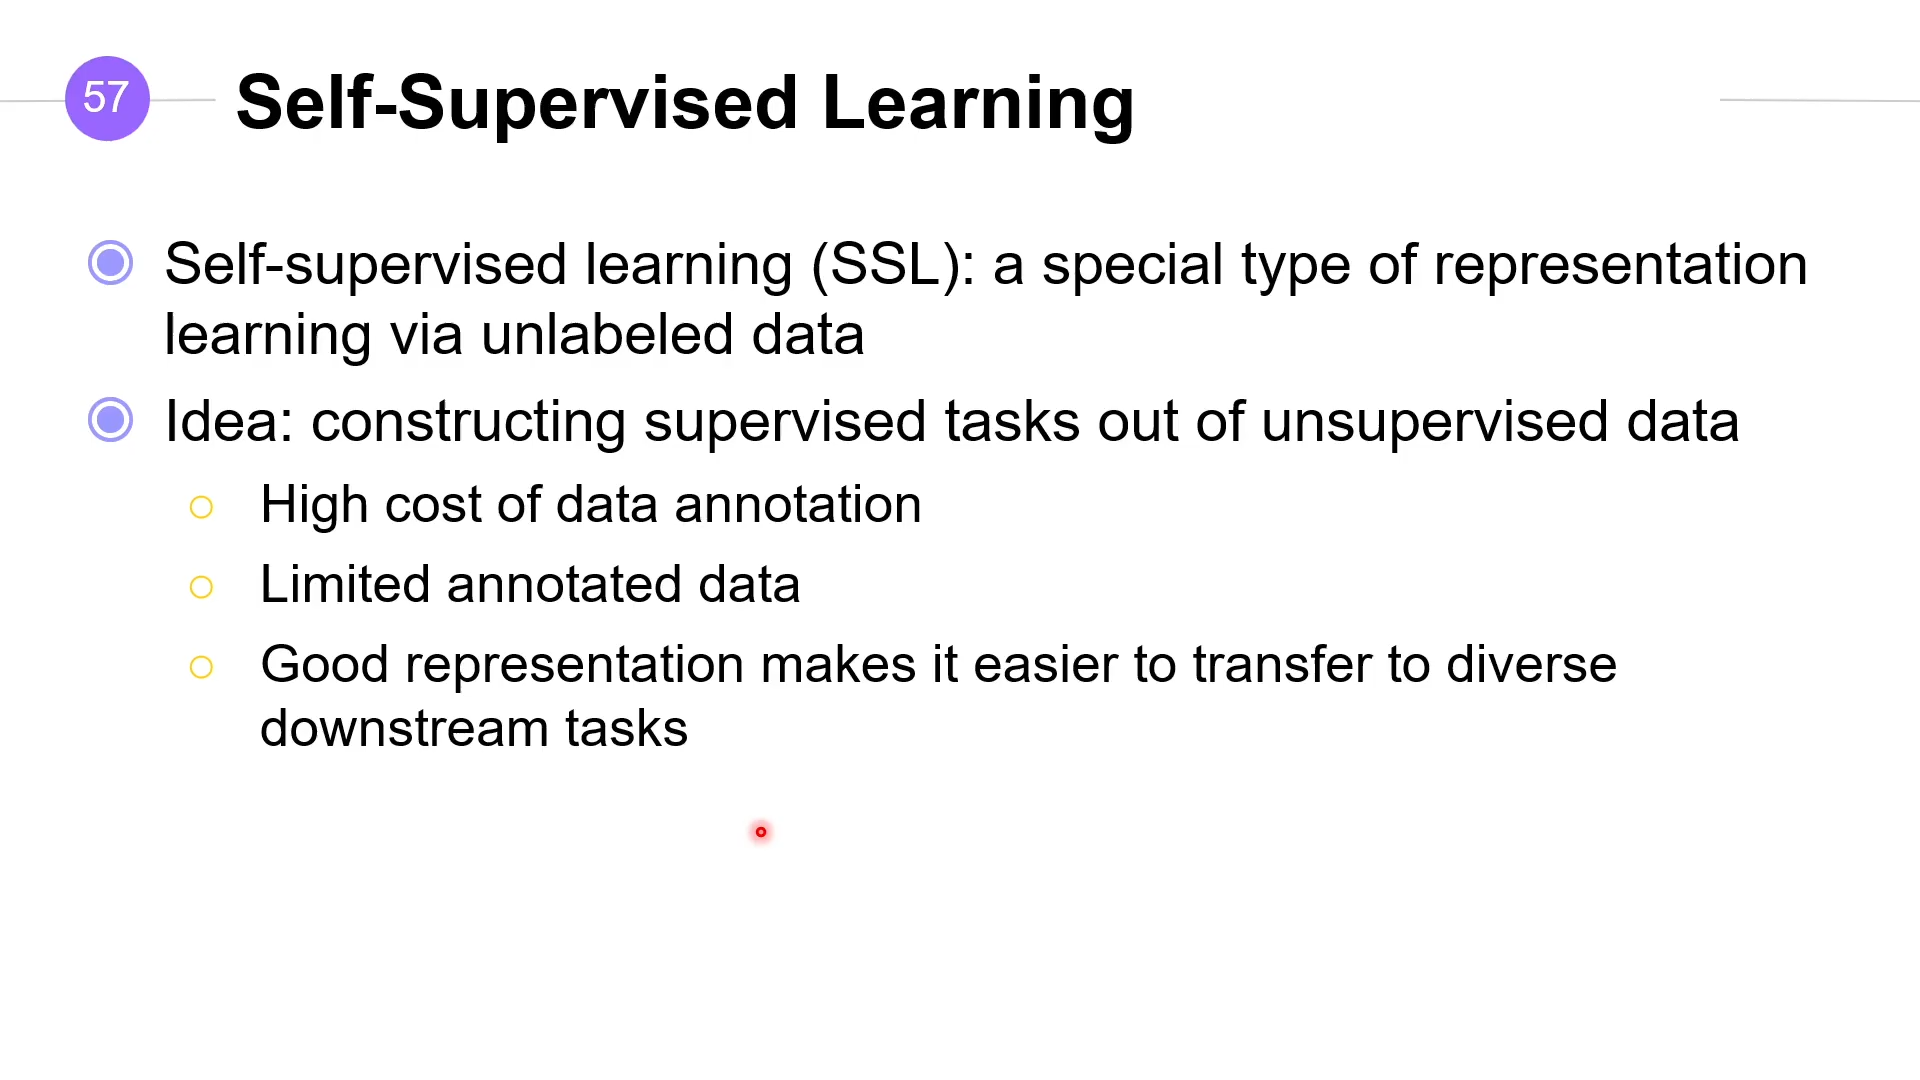 57
Self-Supervised Learning
Self-supervised learning (SSL): a special type of representation
learning via unlabeled data
Idea: constructing supervised tasks out of unsupervised data
High cost of data annotation
Limited annotated data
Good representation makes it easier to transfer to diverse
downstream tasks